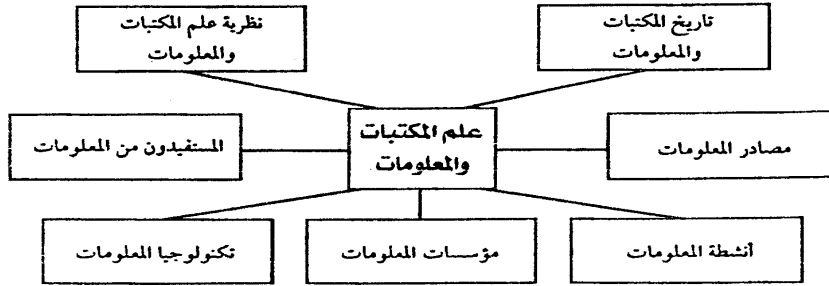 تاريخ المكتبات
والمعلومات
نظرية علم المكتبات
والمعلومات
علم المكتبات
والمعلومات
مصادر المعلومات
المستفيدون من المعلومات
أنشطة المعلومات
مؤسسات المعلومات
تكنولوجيا المعلومات